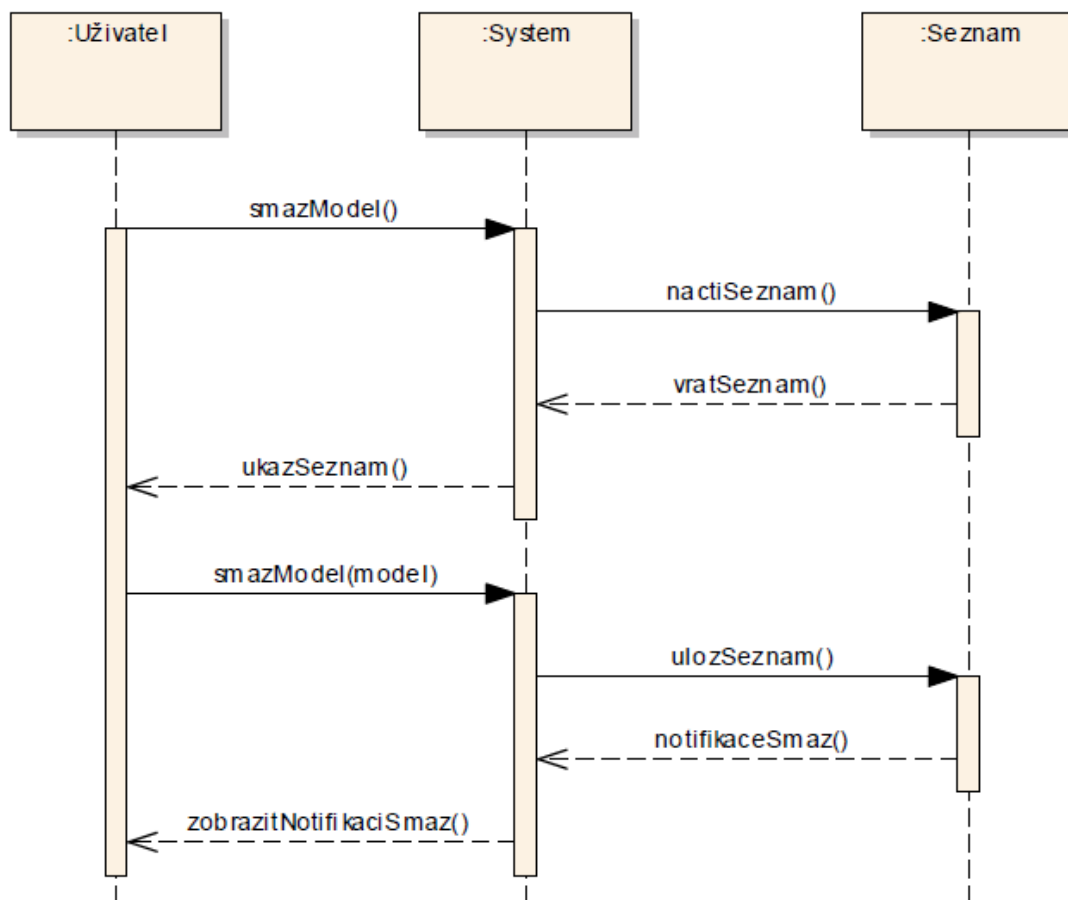 :Uživatel
:System
:Seznam
smazModel()
nactiSeznam()
vratSeznam()
ukazSeznam()
smazModel(model)
ulozSeznam()
notifikaceSmaz()
zobrazitNotifikaciSmaz()